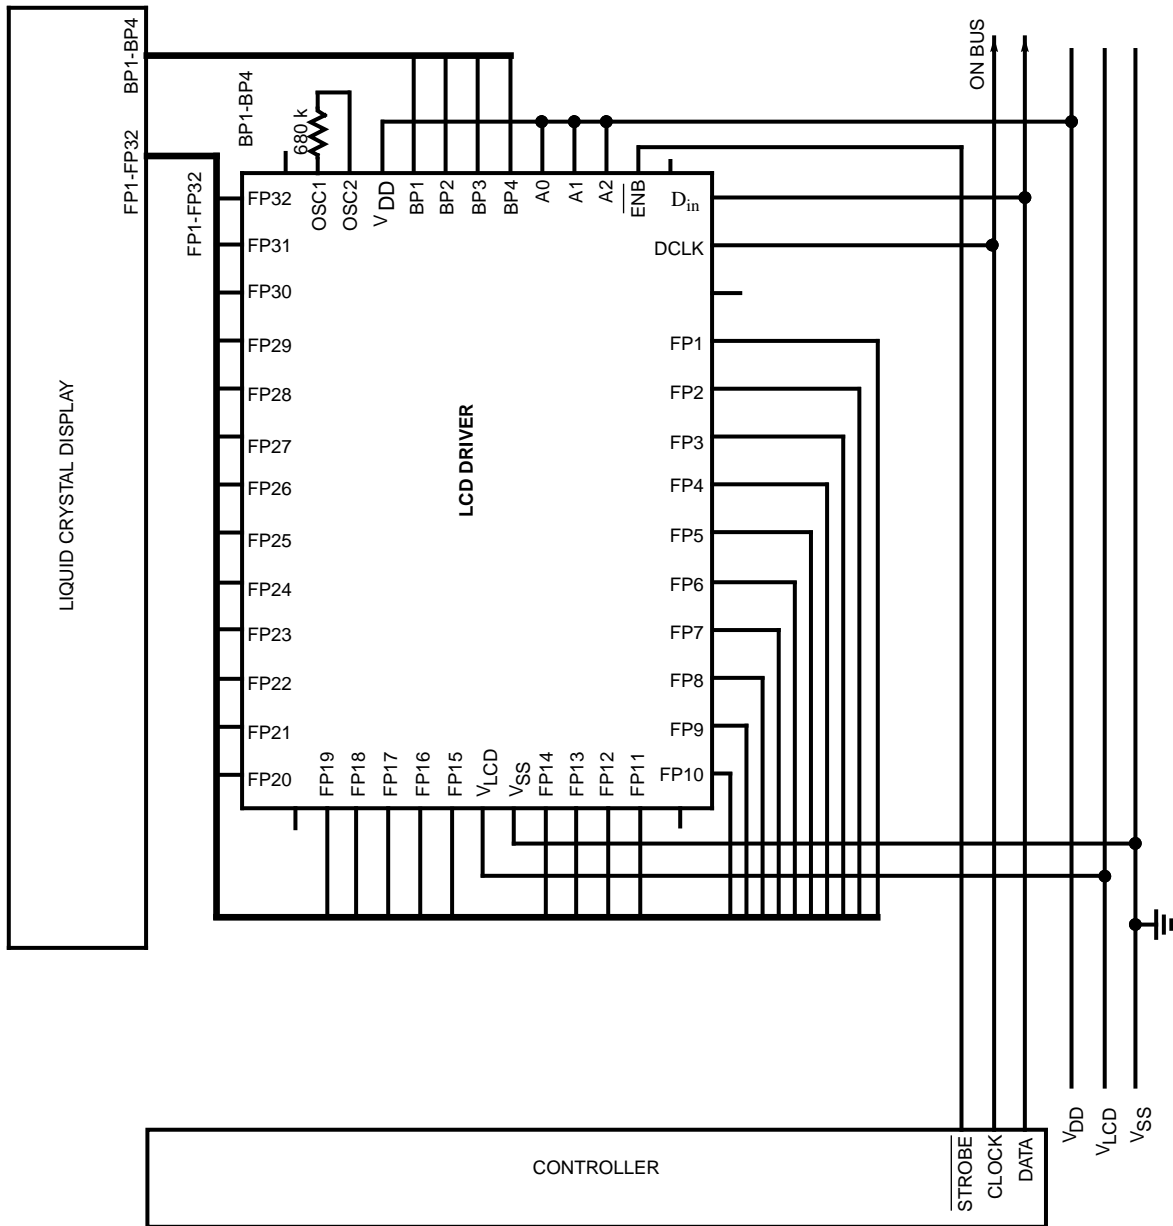 BP1-BP4
FP1-FP32
LIQUID CRYSTAL DISPLAY
BP1-BP4
FP1-FP32
680 k
ON BUS
OSC1
OSC2
VDD
BP1
BP2
BP3
BP4
A0
A1
A2
ENB
Din
DCLK
FP32
FP31
FP30
FP29
FP28
FP27
FP26
FP25
FP24
FP23
FP22
FP21
FP20
LCD DRIVER
FP1
FP2
FP3
FP4
FP5
FP6
FP7
FP8
FP9
FP10
FP19
FP18
FP17
FP16
FP15
VLCD
VSS
FP14
FP13
FP12
FP11
CONTROLLER
STROBE
CLOCK
DATA
VDD
VLCD
VSS